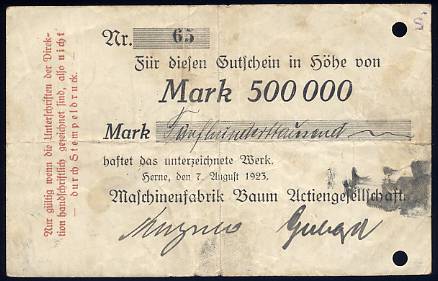 Nr. 65
Für diesen Gutschein in Höhe von
Mark 500 000
Mark Fünfhunderttausend
haftet das unterzeichnete Werk.
Herne, den 7. August 1923.
Maschinenfabrik Baum Actiengesellschaft.
Nur gültig wenn die Unterschriften der Direk-
tion handschriftlich gezeichnet sind, also nicht
— durch Stempeldruck. —